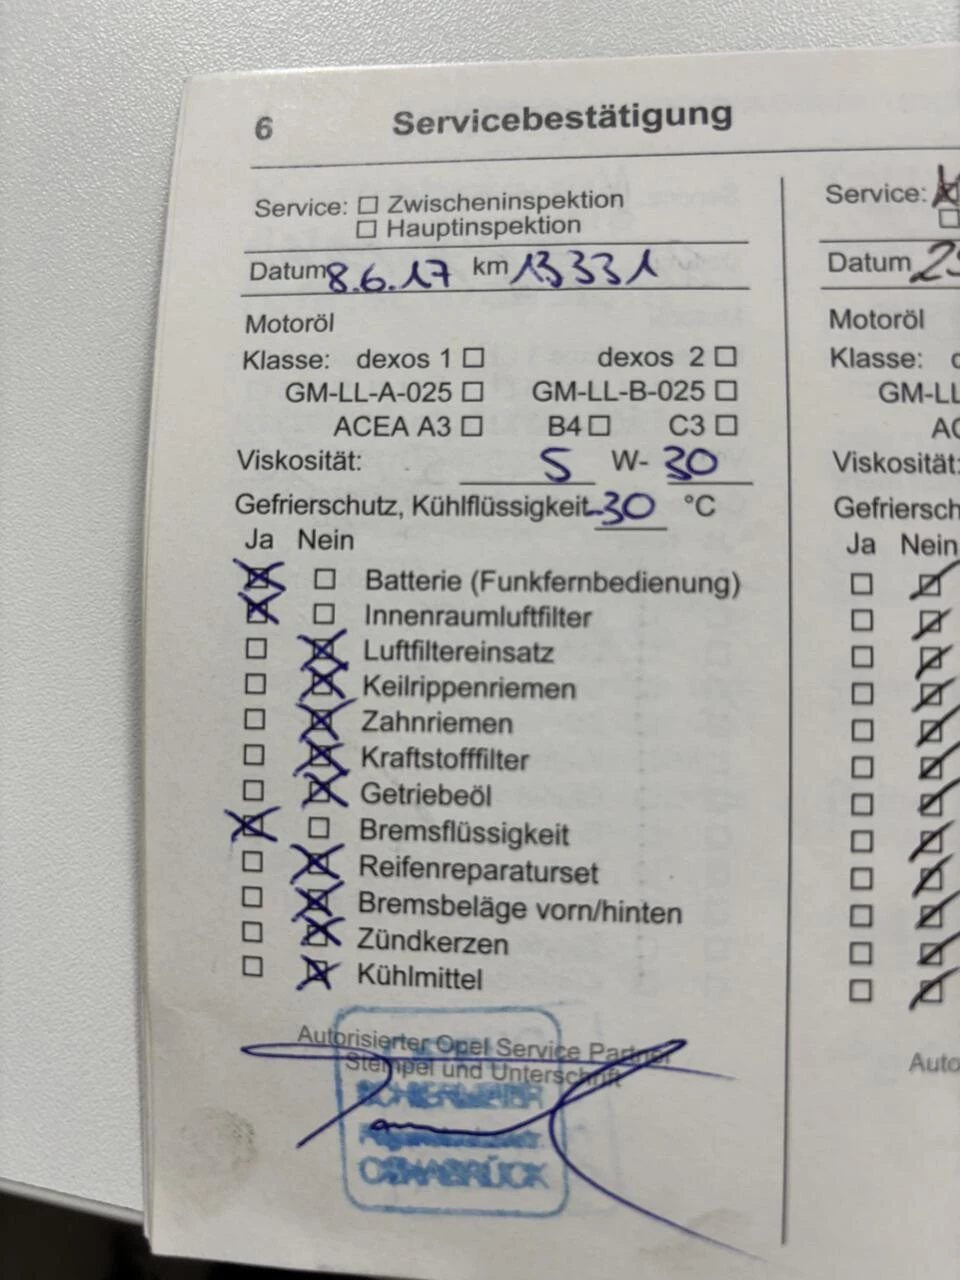 6 Servicebestätigung
Service: ☐ Zwischeninspektion
☐ Hauptinspektion
Datum 8.6.17 km 13331
Motoröl
Klasse: dexos 1 ☐ dexos 2 ☐
GM-LL-A-025 ☐ GM-LL-B-025 ☐
ACEA A3 ☐ B4 ☐ C3 ☐
Viskosität: 5 W- 30
Gefrierschutz, Kühlflüssigkeit -30 °C
Ja Nein
☒ ☐ Batterie (Funkfernbedienung)
☒ ☐ Innenraumluftfilter
☐ ☒ Luftfiltereinsatz
☐ ☒ Keilrippenriemen
☐ ☒ Zahnriemen
☐ ☒ Kraftstofffilter
☐ ☒ Getriebeöl
☒ ☐ Bremsflüssigkeit
☐ ☒ Reifenreparaturset
☐ ☒ Bremsbeläge vorn/hinten
☐ ☒ Zündkerzen
☐ ☒ Kühlmittel
Autorisierter Opel Service Partner
Stempel und Unterschrift
SCHIERMEIER
OSNABRÜCK
Service: ☒
☐
Datum
Motoröl
Klasse:
GM-LL
Viskosität:
Gefriersch
Ja Nein
☐ ☒
☐ ☒
☐ ☒
☐ ☒
☐ ☒
☐ ☒
☐ ☒
☐ ☒
☐ ☒
☐ ☒
☐ ☒
☐ ☒
Auto